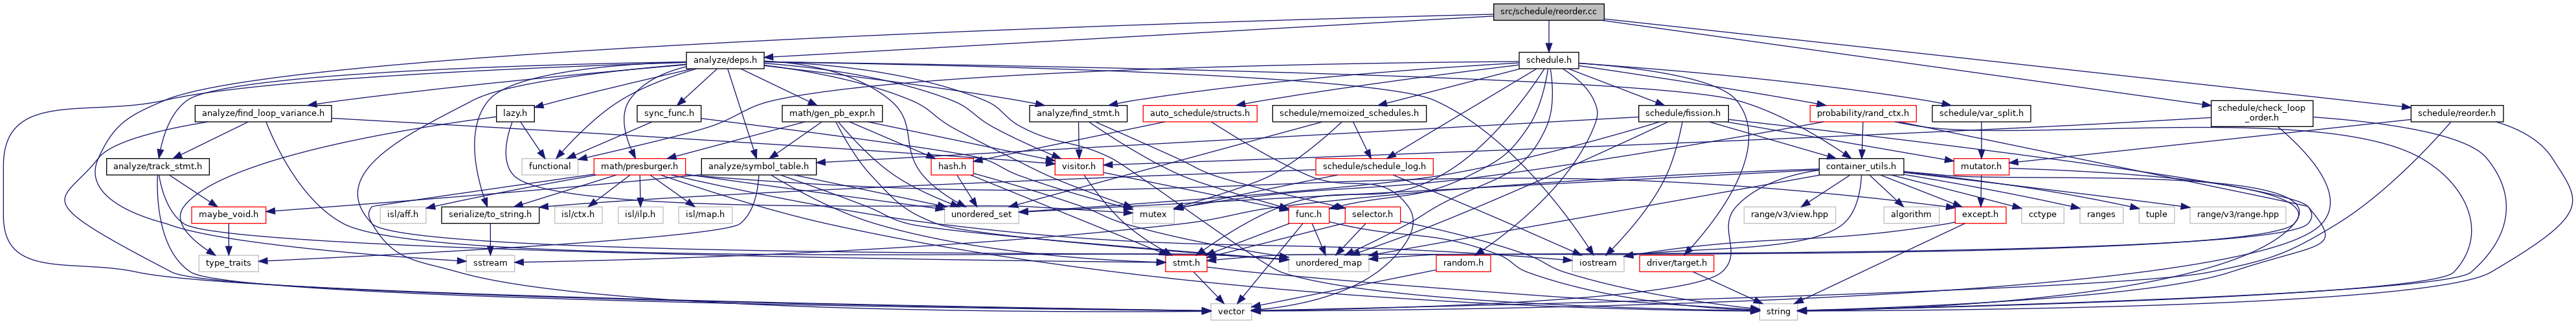 src/schedule/reorder.cc
analyze/deps.h
schedule.h
analyze/find_loop_variance.h
lazy.h
sync_func.h
math/gen_pb_expr.h
analyze/find_stmt.h
auto_schedule/structs.h
schedule/memoized_schedules.h
schedule/fission.h
probability/rand_ctx.h
schedule/var_split.h
schedule/check_loop
_order.h
schedule/reorder.h
analyze/track_stmt.h
functional
math/presburger.h
analyze/symbol_table.h
hash.h
visitor.h
schedule/schedule_log.h
container_utils.h
mutator.h
maybe_void.h
isl/aff.h
serialize/to_string.h
isl/ctx.h
isl/ilp.h
isl/map.h
unordered_set
mutex
func.h
selector.h
range/v3/view.hpp
algorithm
except.h
cctype
ranges
tuple
range/v3/range.hpp
type_traits
sstream
stmt.h
unordered_map
random.h
iostream
driver/target.h
vector
string